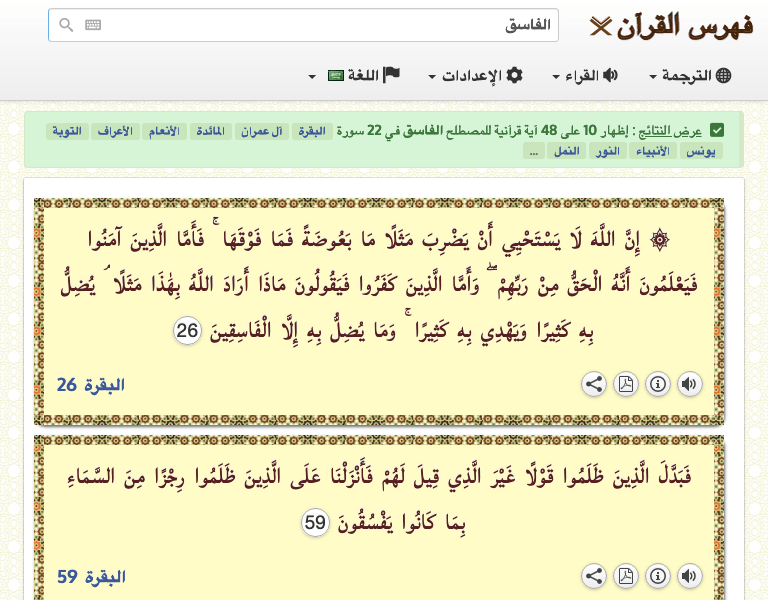 فهرس القرآن
الفاسق
الترجمة
القراء
الإعدادات
اللغة
عرض النتائج : إظهار 10 على 48 آية قرآنية للمصطلح الفاسق في 22 سورة البقرة آل عمران المائدة الأنعام الأعراف التوبة
يونس الأنبياء النور النمل ...
۞ إِنَّ اللَّهَ لَا يَسْتَحْيِي أَنْ يَضْرِبَ مَثَلًا مَا بَعُوضَةً فَمَا فَوْقَهَا ۚ فَأَمَّا الَّذِينَ آمَنُوا
فَيَعْلَمُونَ أَنَّهُ الْحَقُّ مِنْ رَبِّهِمْ ۖ وَأَمَّا الَّذِينَ كَفَرُوا فَيَقُولُونَ مَاذَا أَرَادَ اللَّهُ بِهَٰذَا مَثَلًا ۘ يُضِلُّ
بِهِ كَثِيرًا وَيَهْدِي بِهِ كَثِيرًا ۚ وَمَا يُضِلُّ بِهِ إِلَّا الْفَاسِقِينَ 26
البقرة 26
فَبَدَّلَ الَّذِينَ ظَلَمُوا قَوْلًا غَيْرَ الَّذِي قِيلَ لَهُمْ فَأَنْزَلْنَا عَلَى الَّذِينَ ظَلَمُوا رِجْزًا مِنَ السَّمَاءِ
بِمَا كَانُوا يَفْسُقُونَ 59
البقرة 59